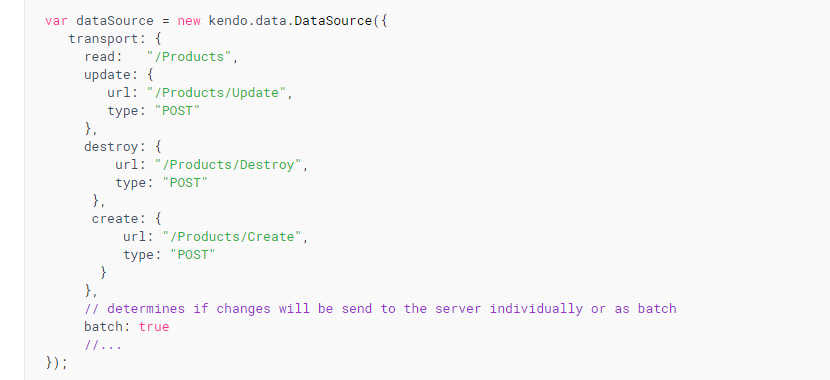 var dataSource = new kendo.data.DataSource({
   transport: {
     read:   "/Products",
     update: {
        url: "/Products/Update",
        type: "POST"
     },
     destroy: {
         url: "/Products/Destroy",
         type: "POST"
      },
      create: {
          url: "/Products/Create",
          type: "POST"
       }
     },
     // determines if changes will be send to the server individually or as batch
     batch: true
     //...
});